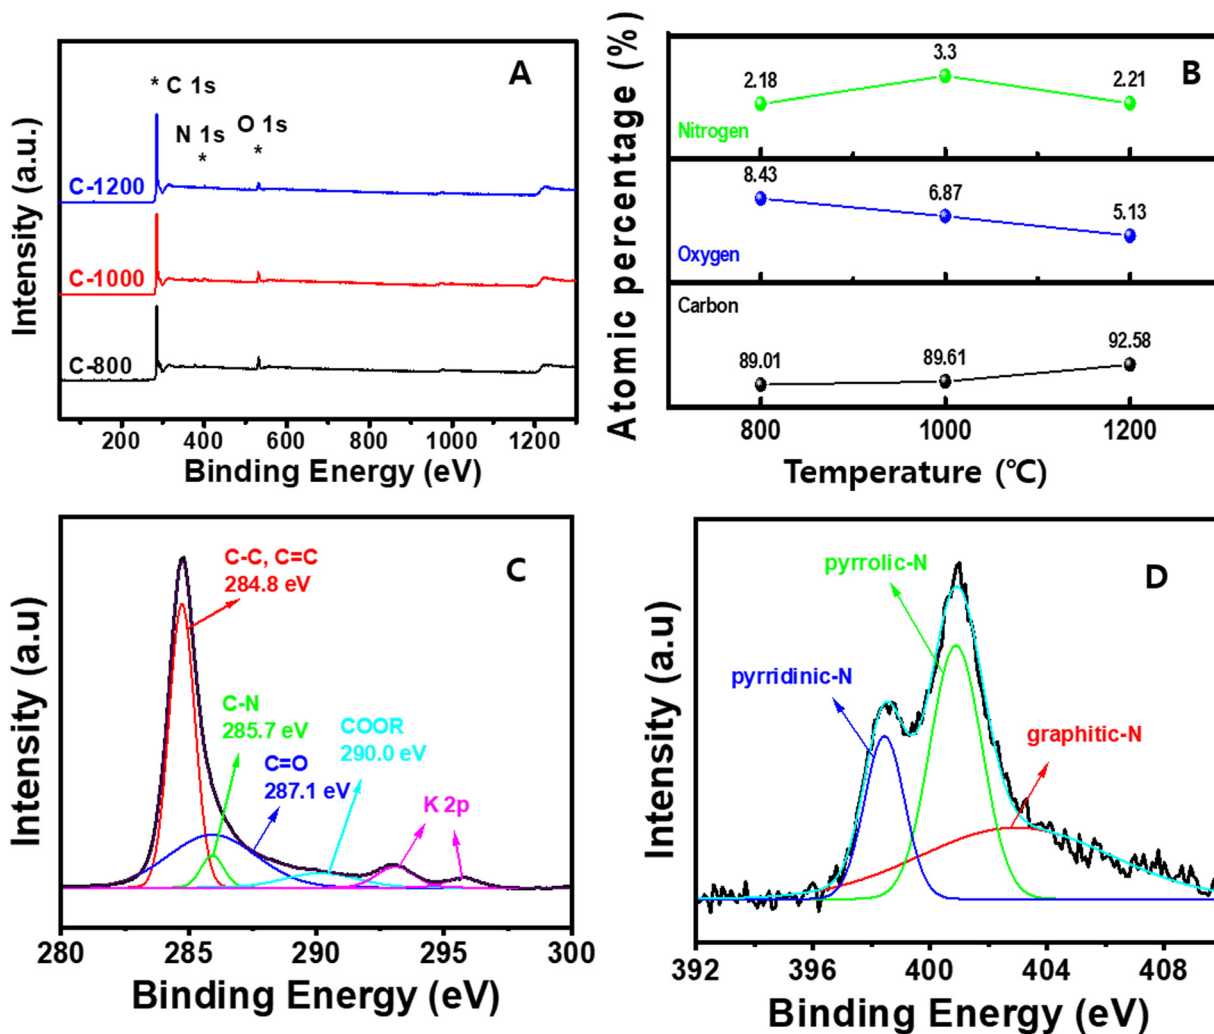 A
* C 1s
N 1s
*
O 1s
*
C-1200
C-1000
C-800
Intensity (a.u.)
200 400 600 800 1000 1200
Binding Energy (eV)
B
2.18 3.3 2.21
Nitrogen
8.43 6.87 5.13
Oxygen
Carbon
89.01 89.61 92.58
Atomic percentage (%)
800 1000 1200
Temperature (℃)
C
C-C, C=C
284.8 eV
C-N
285.7 eV
C=O
287.1 eV
COOR
290.0 eV
K 2p
Intensity (a.u)
280 285 290 295 300
Binding Energy (eV)
D
pyrrolic-N
pyrridinic-N
graphitic-N
Intensity (a.u)
392 396 400 404 408
Binding Energy (eV)